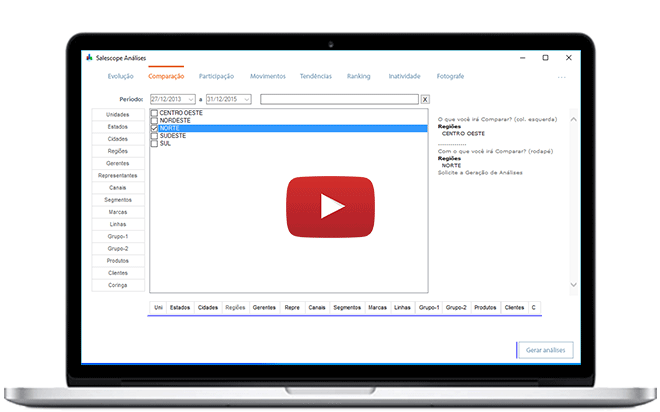 Salescope Análises
Evolução Comparação Participação Movimentos Tendências Ranking Inatividade Fotografe ...
Período: 27/12/2013 a 31/12/2015 X
Unidades
Estados
Cidades
Regiões
Gerentes
Representantes
Canais
Segmentos
Marcas
Linhas
Grupo-1
Grupo-2
Produtos
Clientes
Coringa
CENTRO OESTE
NORDESTE
NORTE
SUDESTE
SUL
O que você irá Comparar? (col. esquerda)
Regiões
CENTRO OESTE
-------------
Com o que você irá Comparar? (rodapé)
Regiões
NORTE
Solicite a Geração de Análises
Uni Estados Cidades Regiões Gerentes Repre Canais Segmentos Marcas Linhas Grupo-1 Grupo-2 Produtos Clientes C
Gerar análises